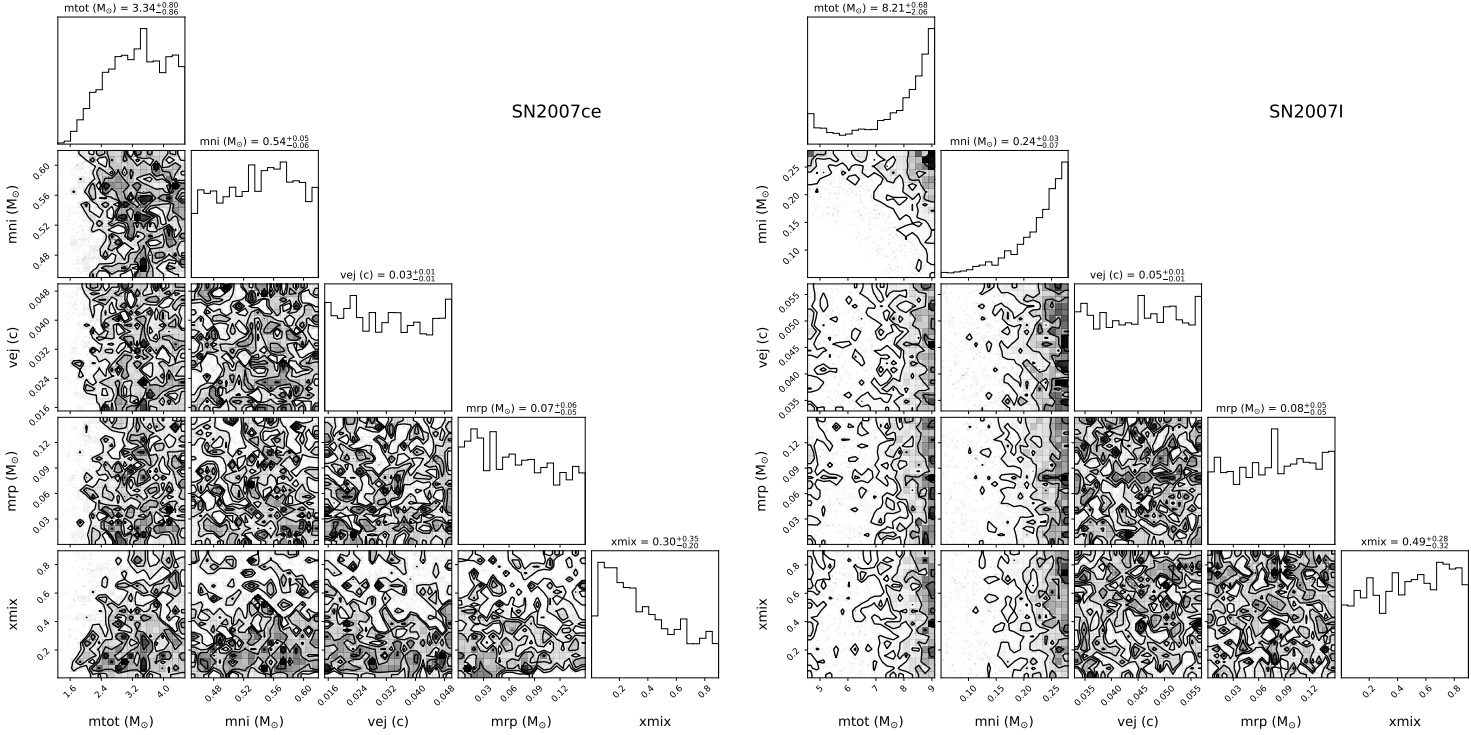 mtot (M⊙) = 3.34+0.80−0.86
mtot (M⊙) = 8.21+0.68−2.06
SN2007ce
SN2007I
mni (M⊙) = 0.54+0.05−0.06
mni (M⊙) = 0.24+0.03−0.07
0.60
0.56
0.52
0.48
mni (M⊙)
0.25
0.20
0.15
0.10
mni (M⊙)
vej (c) = 0.03+0.01−0.01
vej (c) = 0.05+0.01−0.01
0.048
0.040
0.032
0.024
0.016
vej (c)
0.055
0.050
0.045
0.040
0.035
vej (c)
mrp (M⊙) = 0.07+0.06−0.05
mrp (M⊙) = 0.08+0.05−0.05
0.12
0.09
0.06
0.03
mrp (M⊙)
0.12
0.09
0.06
0.03
mrp (M⊙)
xmix = 0.30+0.35−0.20
xmix = 0.49+0.28−0.32
0.8
0.6
0.4
0.2
xmix
0.8
0.6
0.4
0.2
xmix
1.6 2.4 3.2 4.0
0.48 0.52 0.56 0.60
0.016 0.024 0.032 0.040 0.048
0.03 0.06 0.09 0.12
0.2 0.4 0.6 0.8
5 6 7 8 9
0.10 0.15 0.20 0.25
0.035 0.040 0.045 0.050 0.055
0.03 0.06 0.09 0.12
0.2 0.4 0.6 0.8
mtot (M⊙) mni (M⊙) vej (c) mrp (M⊙) xmix
mtot (M⊙) mni (M⊙) vej (c) mrp (M⊙) xmix